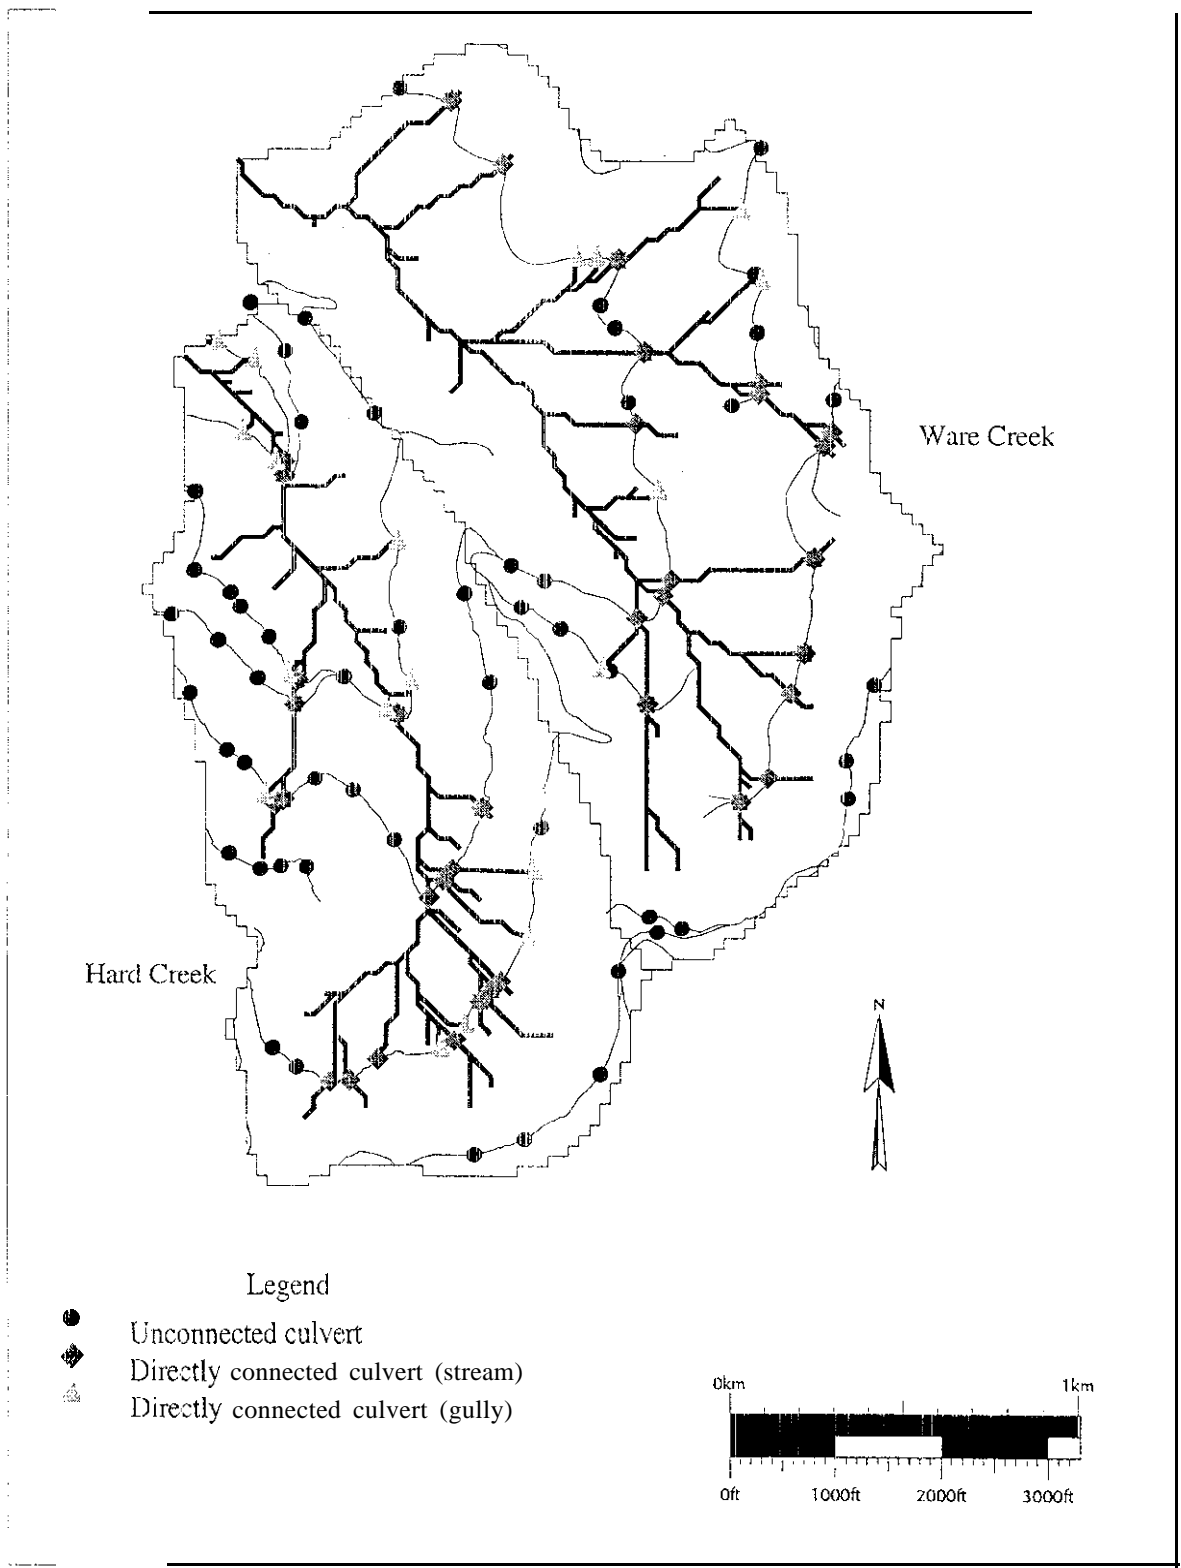 Ware Creek
Hard Creek
N
Legend
Unconnected culvert
Directly connected culvert (stream)
Directly connected culvert (gully)
0km 1km
0ft 1000ft 2000ft 3000ft